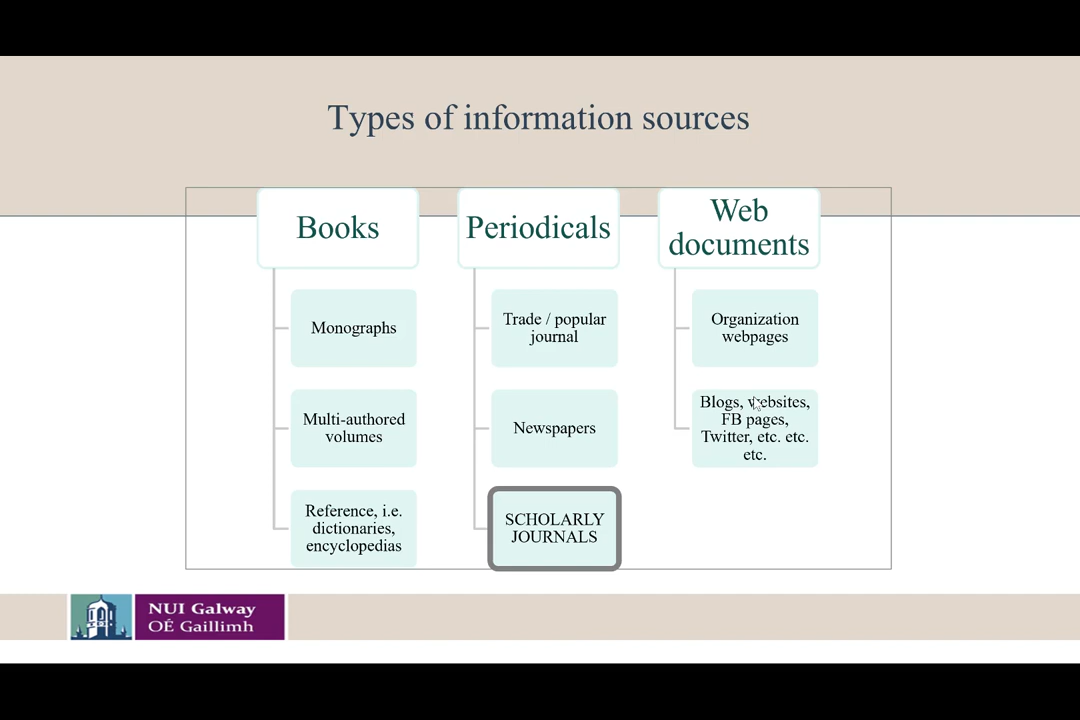 Types of information sources
Books
Monographs
Multi-authored
volumes
Reference, i.e.
dictionaries,
encyclopedias
Periodicals
Trade / popular
journal
Newspapers
SCHOLARLY
JOURNALS
Web
documents
Organization
webpages
Blogs, websites,
FB pages,
Twitter, etc. etc.
etc.
NUI Galway
OÉ Gaillimh